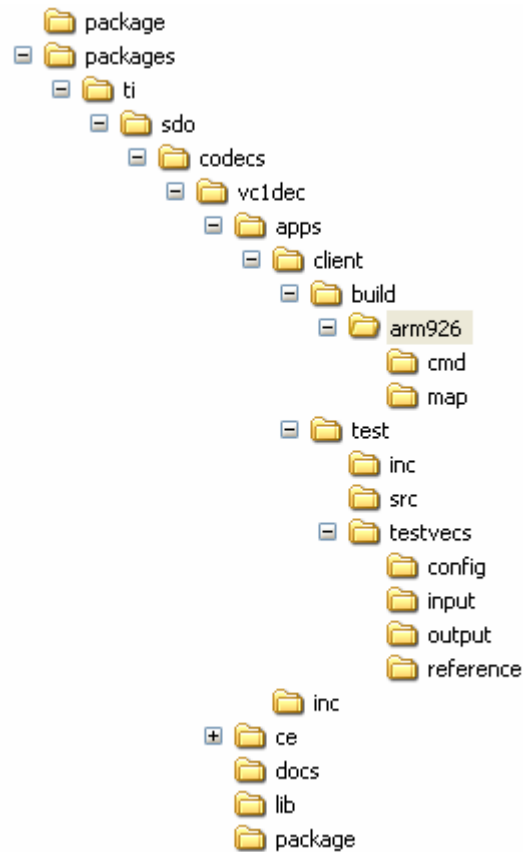 package
packages
ti
sdo
codecs
vc1dec
apps
client
build
arm926
cmd
map
test
inc
src
testvecs
config
input
output
reference
inc
ce
docs
lib
package